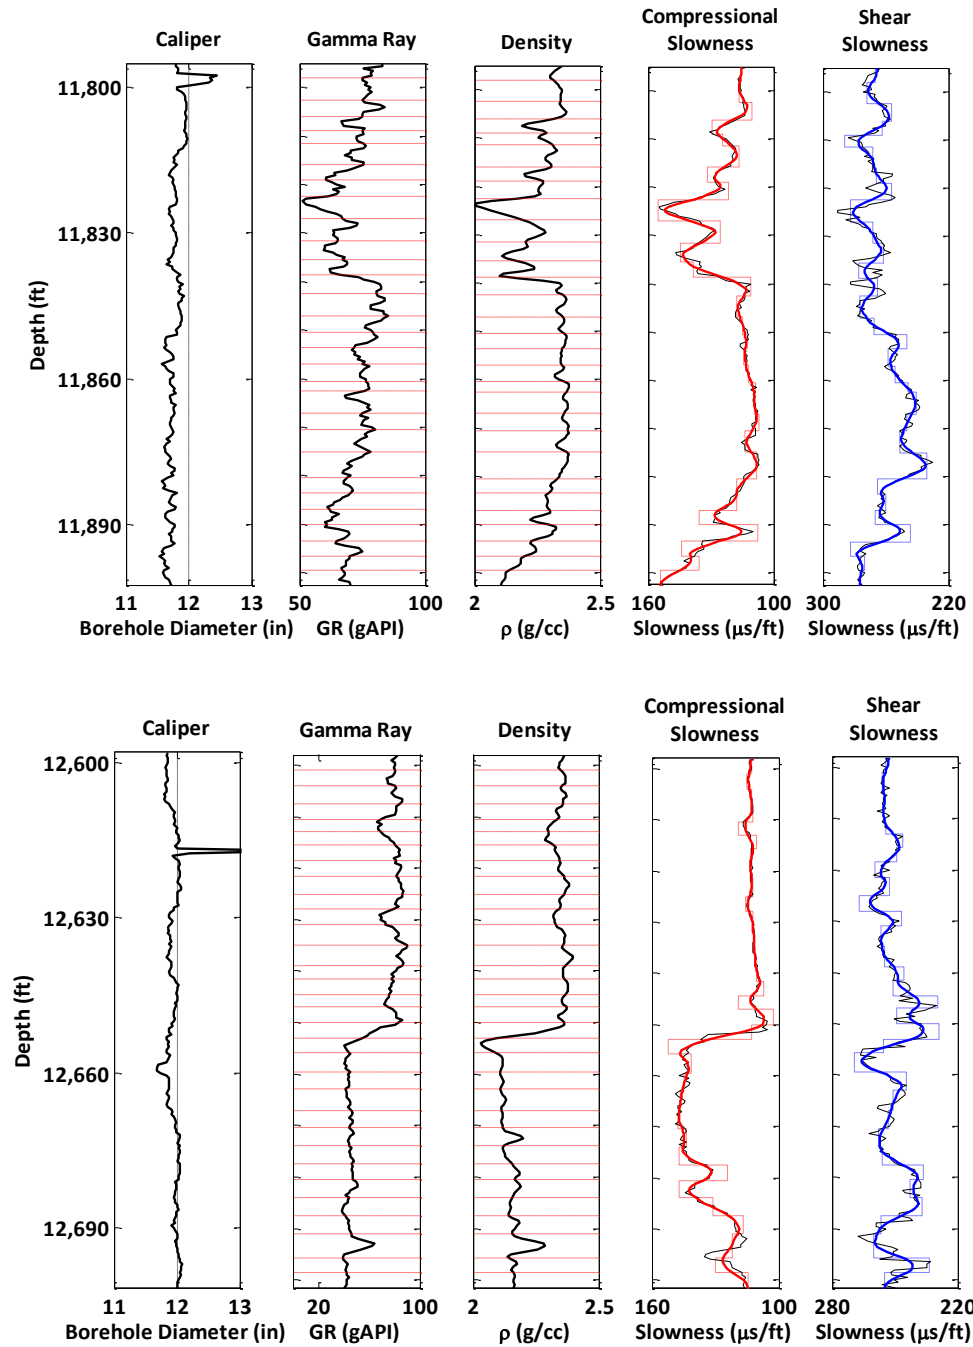 Compressional
Shear
Caliper
Gamma Ray
Density
Slowness
Slowness
11,800
11,830
11,860
11,890
Depth (ft)
11
12
13
50
100
2
2.5
160
100
300
220
Borehole Diameter (in)
GR (gAPI)
ρ (g/cc)
Slowness (μs/ft)
Slowness (μs/ft)
Compressional
Shear
Caliper
Gamma Ray
Density
Slowness
Slowness
12,600
12,630
12,660
12,690
Depth (ft)
11
12
13
20
100
2
2.5
160
100
280
220
Borehole Diameter (in)
GR (gAPI)
ρ (g/cc)
Slowness (μs/ft)
Slowness (μs/ft)